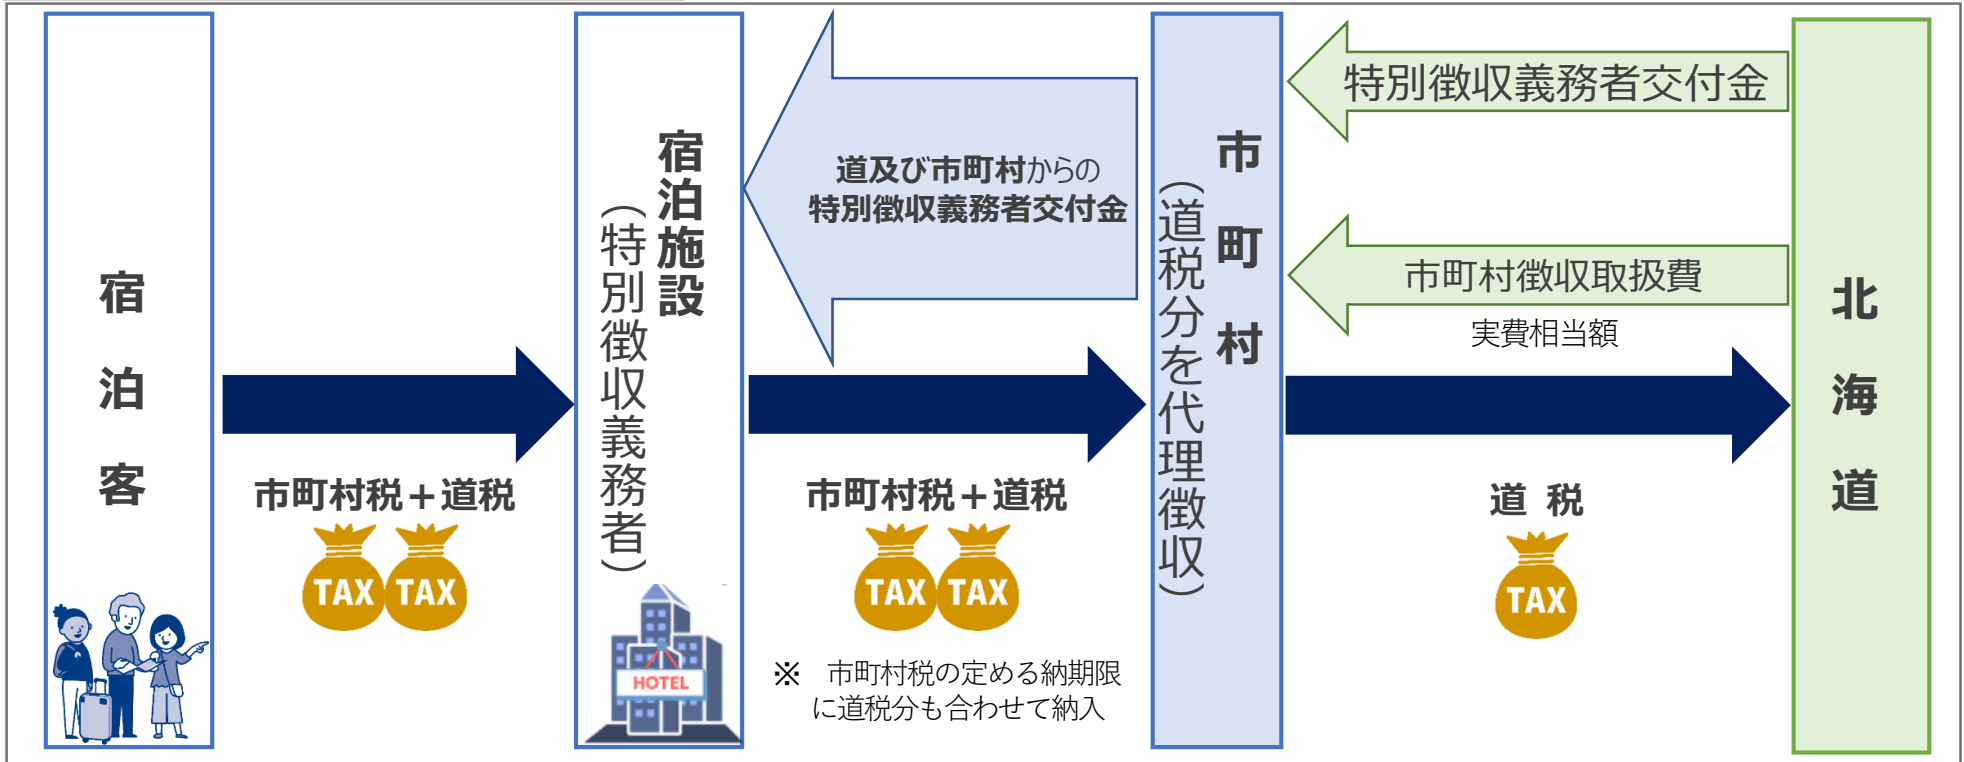 宿泊客
市町村税＋道税
TAX TAX
宿泊施設
（特別徴収義務者）
HOTEL
道及び市町村からの
特別徴収義務者交付金
市町村税＋道税
TAX TAX
※　市町村税の定める納期限
に道税分も合わせて納入
市町村
（道税分を代理徴収）
特別徴収義務者交付金
市町村徴収取扱費
実費相当額
道 税
TAX
北海道